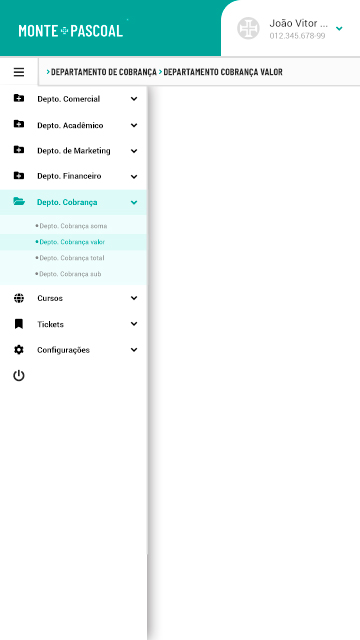 MONTE PASCOAL
João Vitor ...
012.345.678-99
DEPARTAMENTO DE COBRANÇA > DEPARTAMENTO COBRANÇA VALOR
Depto. Comercial
Depto. Acadêmico
Depto. de Marketing
Depto. Financeiro
Depto. Cobrança
Depto. Cobrança soma
Depto. Cobrança valor
Depto. Cobrança total
Depto. Cobrança sub
Cursos
Tickets
Configurações